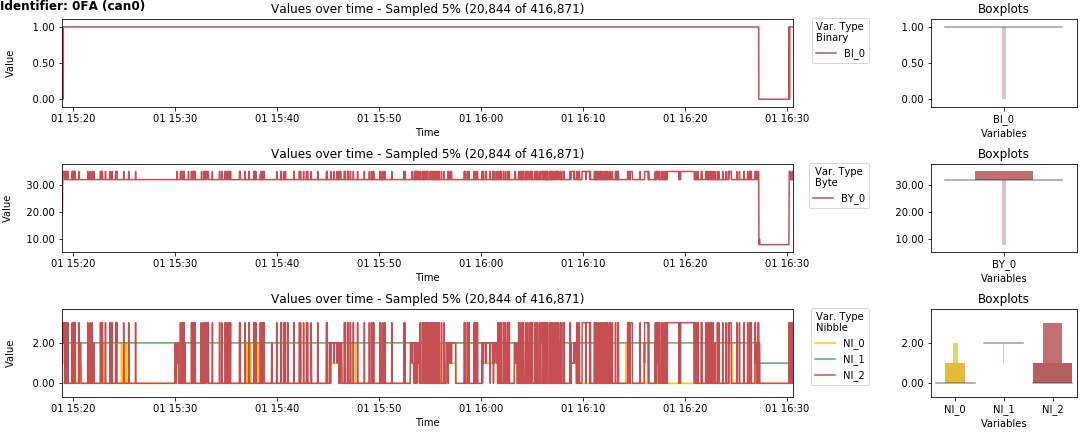 Identifier: 0FA (can0)
Values over time - Sampled 5% (20,844 of 416,871)
Value
1.00
0.50
0.00
01 15:20 01 15:30 01 15:40 01 15:50 01 16:00 01 16:10 01 16:20 01 16:30
Time
Var. Type
Binary
BI_0
Boxplots
1.00
0.50
0.00
BI_0
Variables
Values over time - Sampled 5% (20,844 of 416,871)
Value
30.00
20.00
10.00
01 15:20 01 15:30 01 15:40 01 15:50 01 16:00 01 16:10 01 16:20 01 16:30
Time
Var. Type
Byte
BY_0
Boxplots
30.00
20.00
10.00
BY_0
Variables
Values over time - Sampled 5% (20,844 of 416,871)
Value
2.00
0.00
01 15:20 01 15:30 01 15:40 01 15:50 01 16:00 01 16:10 01 16:20 01 16:30
Time
Var. Type
Nibble
NI_0
NI_1
NI_2
Boxplots
2.00
0.00
NI_0 NI_1 NI_2
Variables